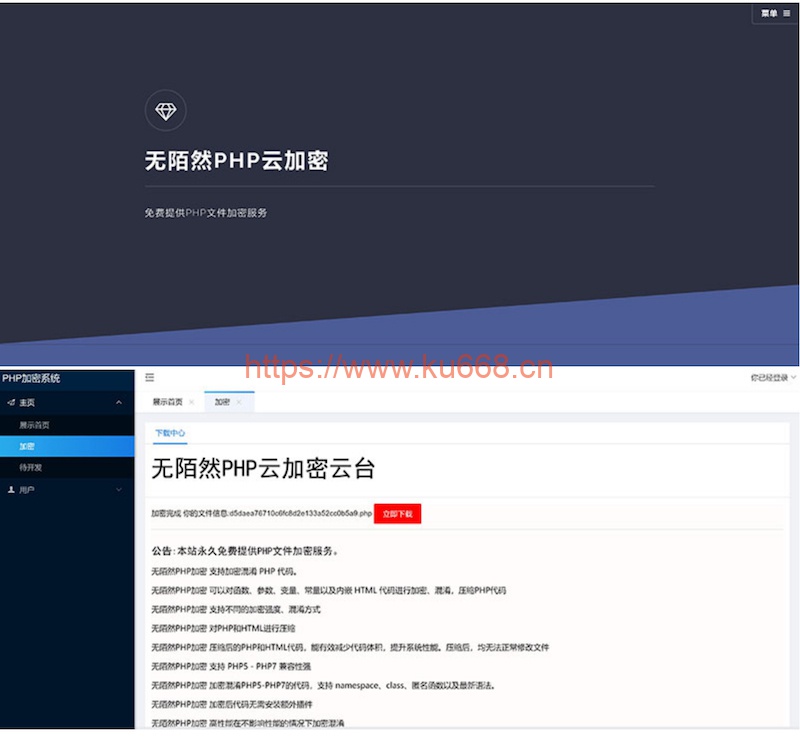 菜单
无陌然PHP云加密
免费提供PHP文件加密服务
https://www.ku668.cn
PHP加密系统
你已经登录
主页
展示首页
加密
待开发
用户
展示首页 加密
下载中心
无陌然PHP云加密云台
加密完成 你的文件信息:d5daea76710c6fc8d2e133a52cc0b5a9.php 立即下载
公告:本站永久免费提供PHP文件加密服务。
无陌然PHP加密 支持加密混淆 PHP 代码。
无陌然PHP加密 可以对函数、参数、变量、常量以及内嵌 HTML 代码进行加密、混淆，压缩PHP代码
无陌然PHP加密 支持不同的加密强度、混淆方式
无陌然PHP加密 对PHP和HTML进行压缩
无陌然PHP加密 压缩后的PHP和HTML代码，能有效减少代码体积，提升系统性能。压缩后，均无法正常修改文件
无陌然PHP加密 支持 PHP5 - PHP7 兼容性强
无陌然PHP加密 加密混淆PHP5-PHP7的代码，支持 namespace、class、匿名函数以及最新语法。
无陌然PHP加密 加密后代码无需安装额外插件
无陌然PHP加密 高性能在不影响性能的情况下加密混淆